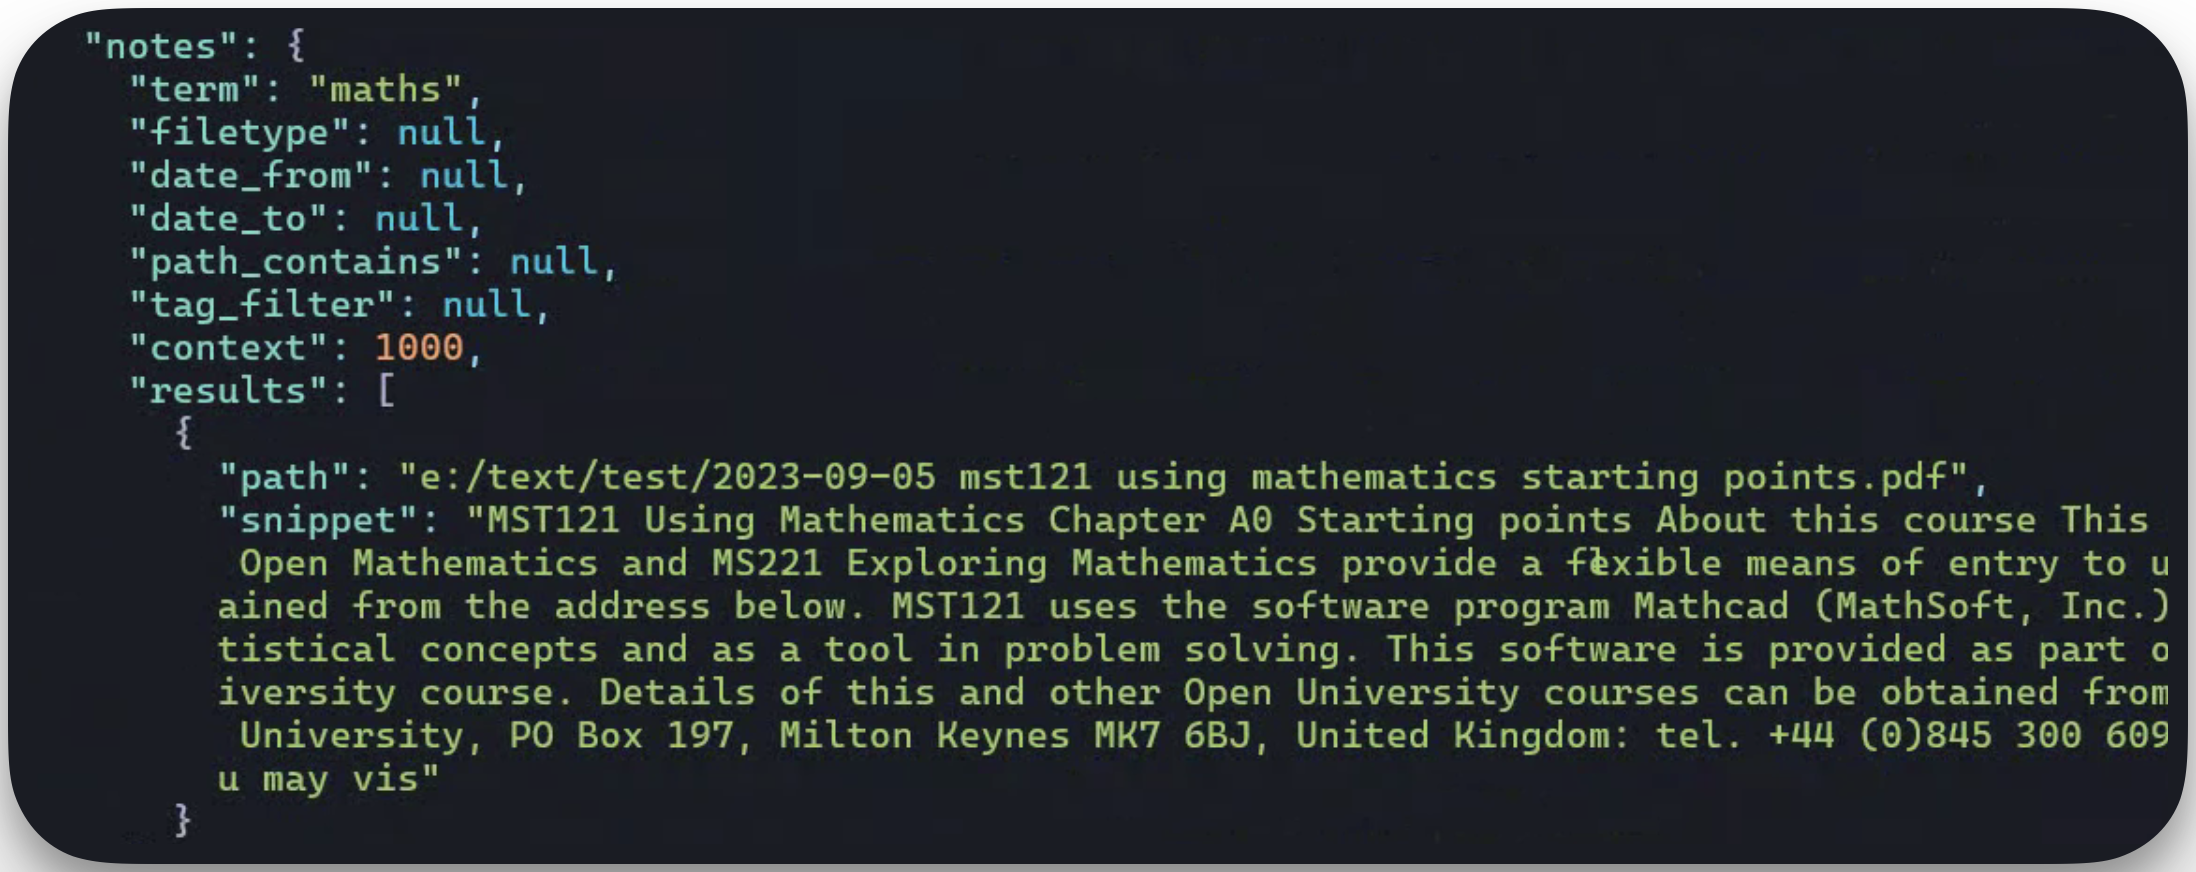 "notes": {
"term": "maths",
"filetype": null,
"date_from": null,
"date_to": null,
"path_contains": null,
"tag_filter": null,
"context": 1000,
"results": [
{
"path": "e:/text/test/2023-09-05 mst121 using mathematics starting points.pdf",
"snippet": "MST121 Using Mathematics Chapter A0 Starting points About this course This
Open Mathematics and MS221 Exploring Mathematics provide a flexible means of entry to u
ained from the address below. MST121 uses the software program Mathcad (MathSoft, Inc.)
tistical concepts and as a tool in problem solving. This software is provided as part o
iversity course. Details of this and other Open University courses can be obtained from
University, PO Box 197, Milton Keynes MK7 6BJ, United Kingdom: tel. +44 (0)845 300 609
u may vis"
}